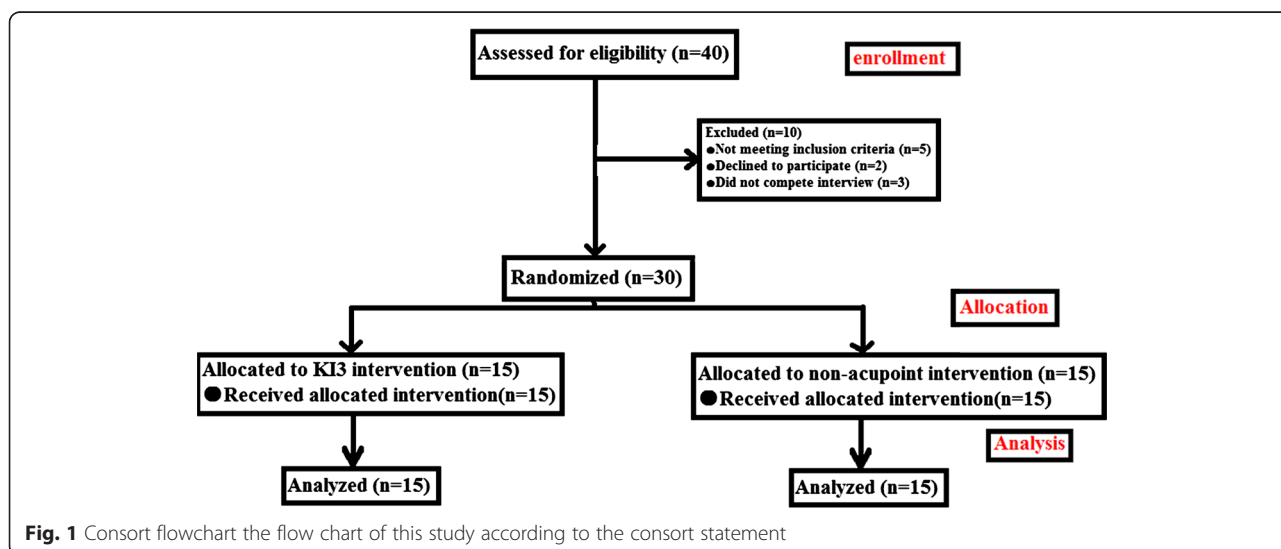 Assessed for eligibility (n=40)
enrollment
Excluded (n=10)
●Not meeting inclusion criteria (n=5)
●Declined to participate (n=2)
●Did not compete interview (n=3)
Randomized (n=30)
Allocation
Allocated to KI3 intervention (n=15)
●Received allocated intervention(n=15)
Allocated to non-acupoint intervention (n=15)
●Received allocated intervention(n=15)
Analysis
Analyzed (n=15)
Analyzed (n=15)
Fig. 1 Consort flowchart the flow chart of this study according to the consort statement